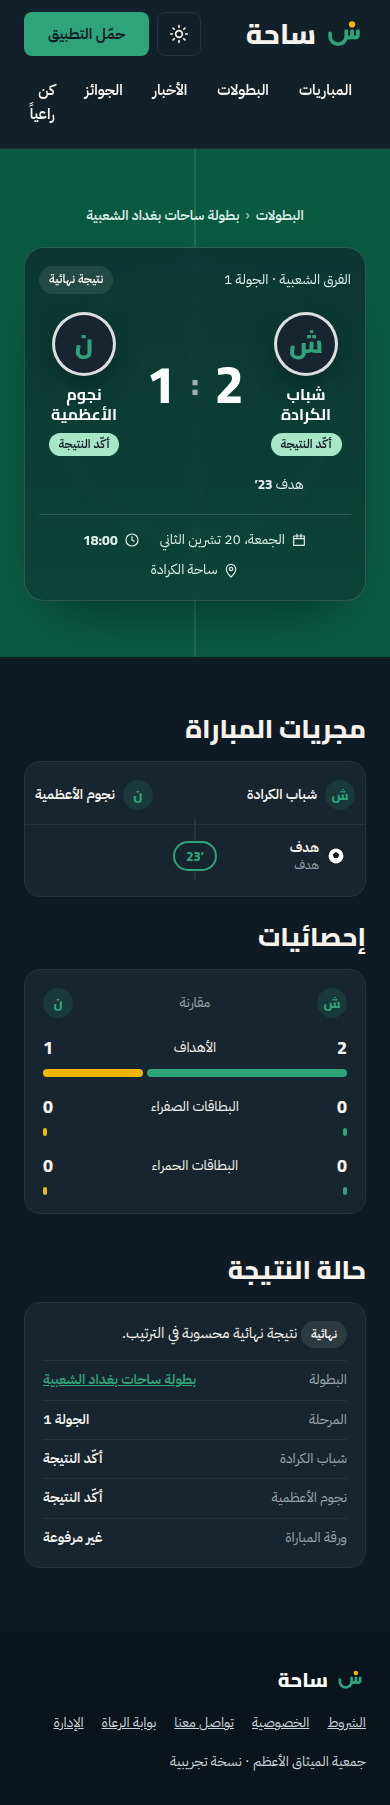 ساحة
حمّل التطبيق
المباريات البطولات الأخبار الجوائز كن راعياً
البطولات ‹ بطولة ساحات بغداد الشعبية
الفرق الشعبية · الجولة 1
نتيجة نهائية
ش
شباب الكرادة
أكّد النتيجة
2 : 1
ن
نجوم الأعظمية
أكّد النتيجة
هدف 23’
الجمعة، 20 تشرين الثاني
18:00
ساحة الكرادة
مجريات المباراة
ش شباب الكرادة
ن نجوم الأعظمية
هدف
هدف
23’
إحصائيات
ش مقارنة ن
2 الأهداف 1
0 البطاقات الصفراء 0
0 البطاقات الحمراء 0
حالة النتيجة
نهائية نتيجة نهائية محسوبة في الترتيب.
البطولة بطولة ساحات بغداد الشعبية
المرحلة الجولة 1
شباب الكرادة أكّد النتيجة
نجوم الأعظمية أكّد النتيجة
ورقة المباراة غير مرفوعة
ساحة
الشروط الخصوصية تواصل معنا بوابة الرعاة الإدارة
جمعية الميثاق الأعظم · نسخة تجريبية